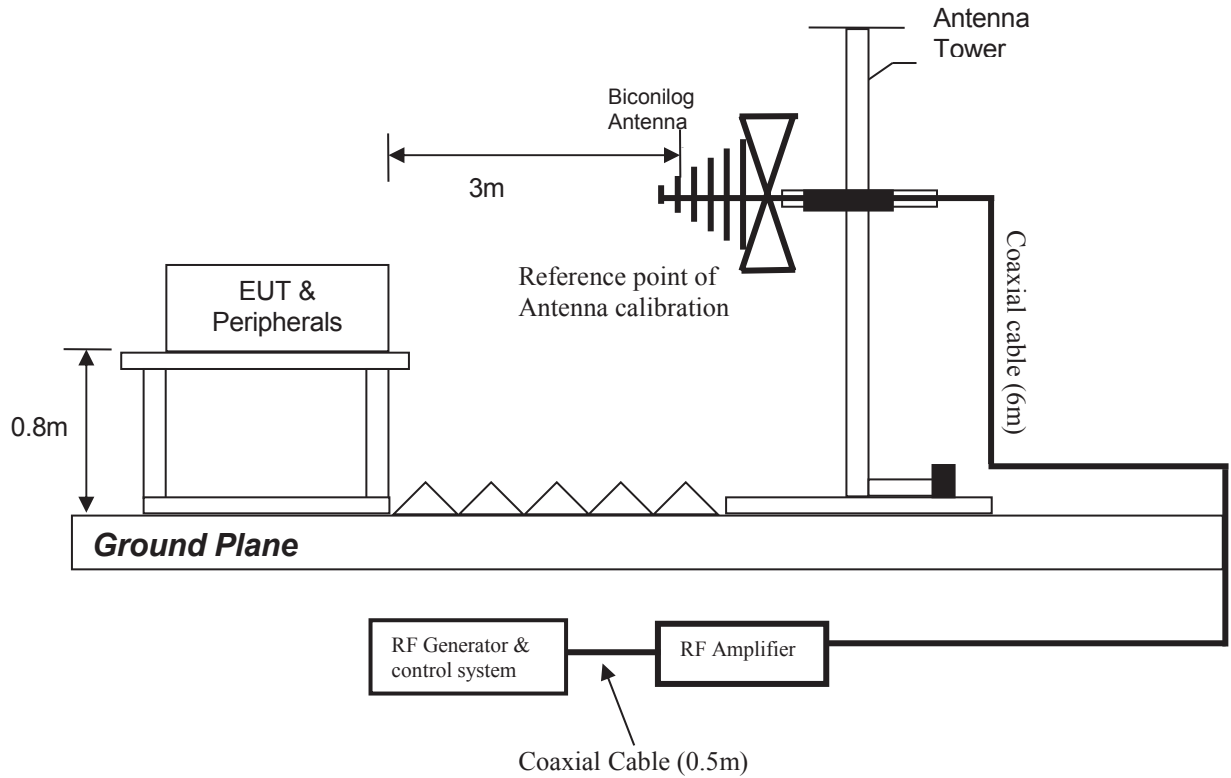 Antenna
Tower
Biconilog
Antenna
3m
Reference point of
Antenna calibration
EUT &
Peripherals
Coaxial cable (6m)
0.8m
Ground Plane
RF Generator &
control system
RF Amplifier
Coaxial Cable (0.5m)